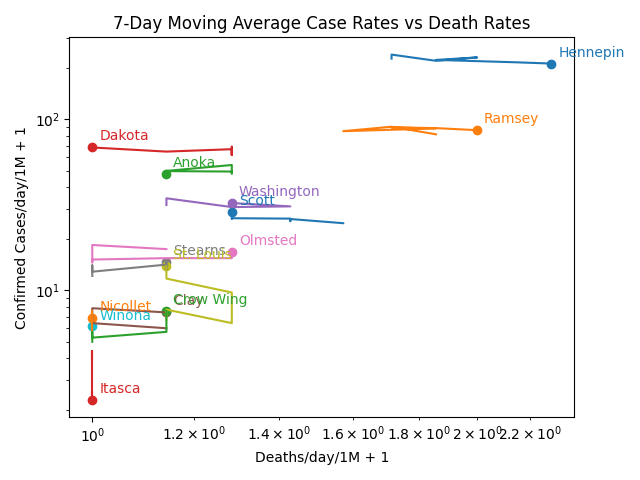 7-Day Moving Average Case Rates vs Death Rates
Hennepin
Ramsey
Dakota
Anoka
Washington
Scott
Olmsted
Stearns
St. Louis
Crow Wing
Clay
Nicollet
Winona
Itasca
10²
10¹
Confirmed Cases/day/1M + 1
10⁰
1.2 × 10⁰
1.4 × 10⁰
1.6 × 10⁰
1.8 × 10⁰
2 × 10⁰
2.2 × 10⁰
Deaths/day/1M + 1